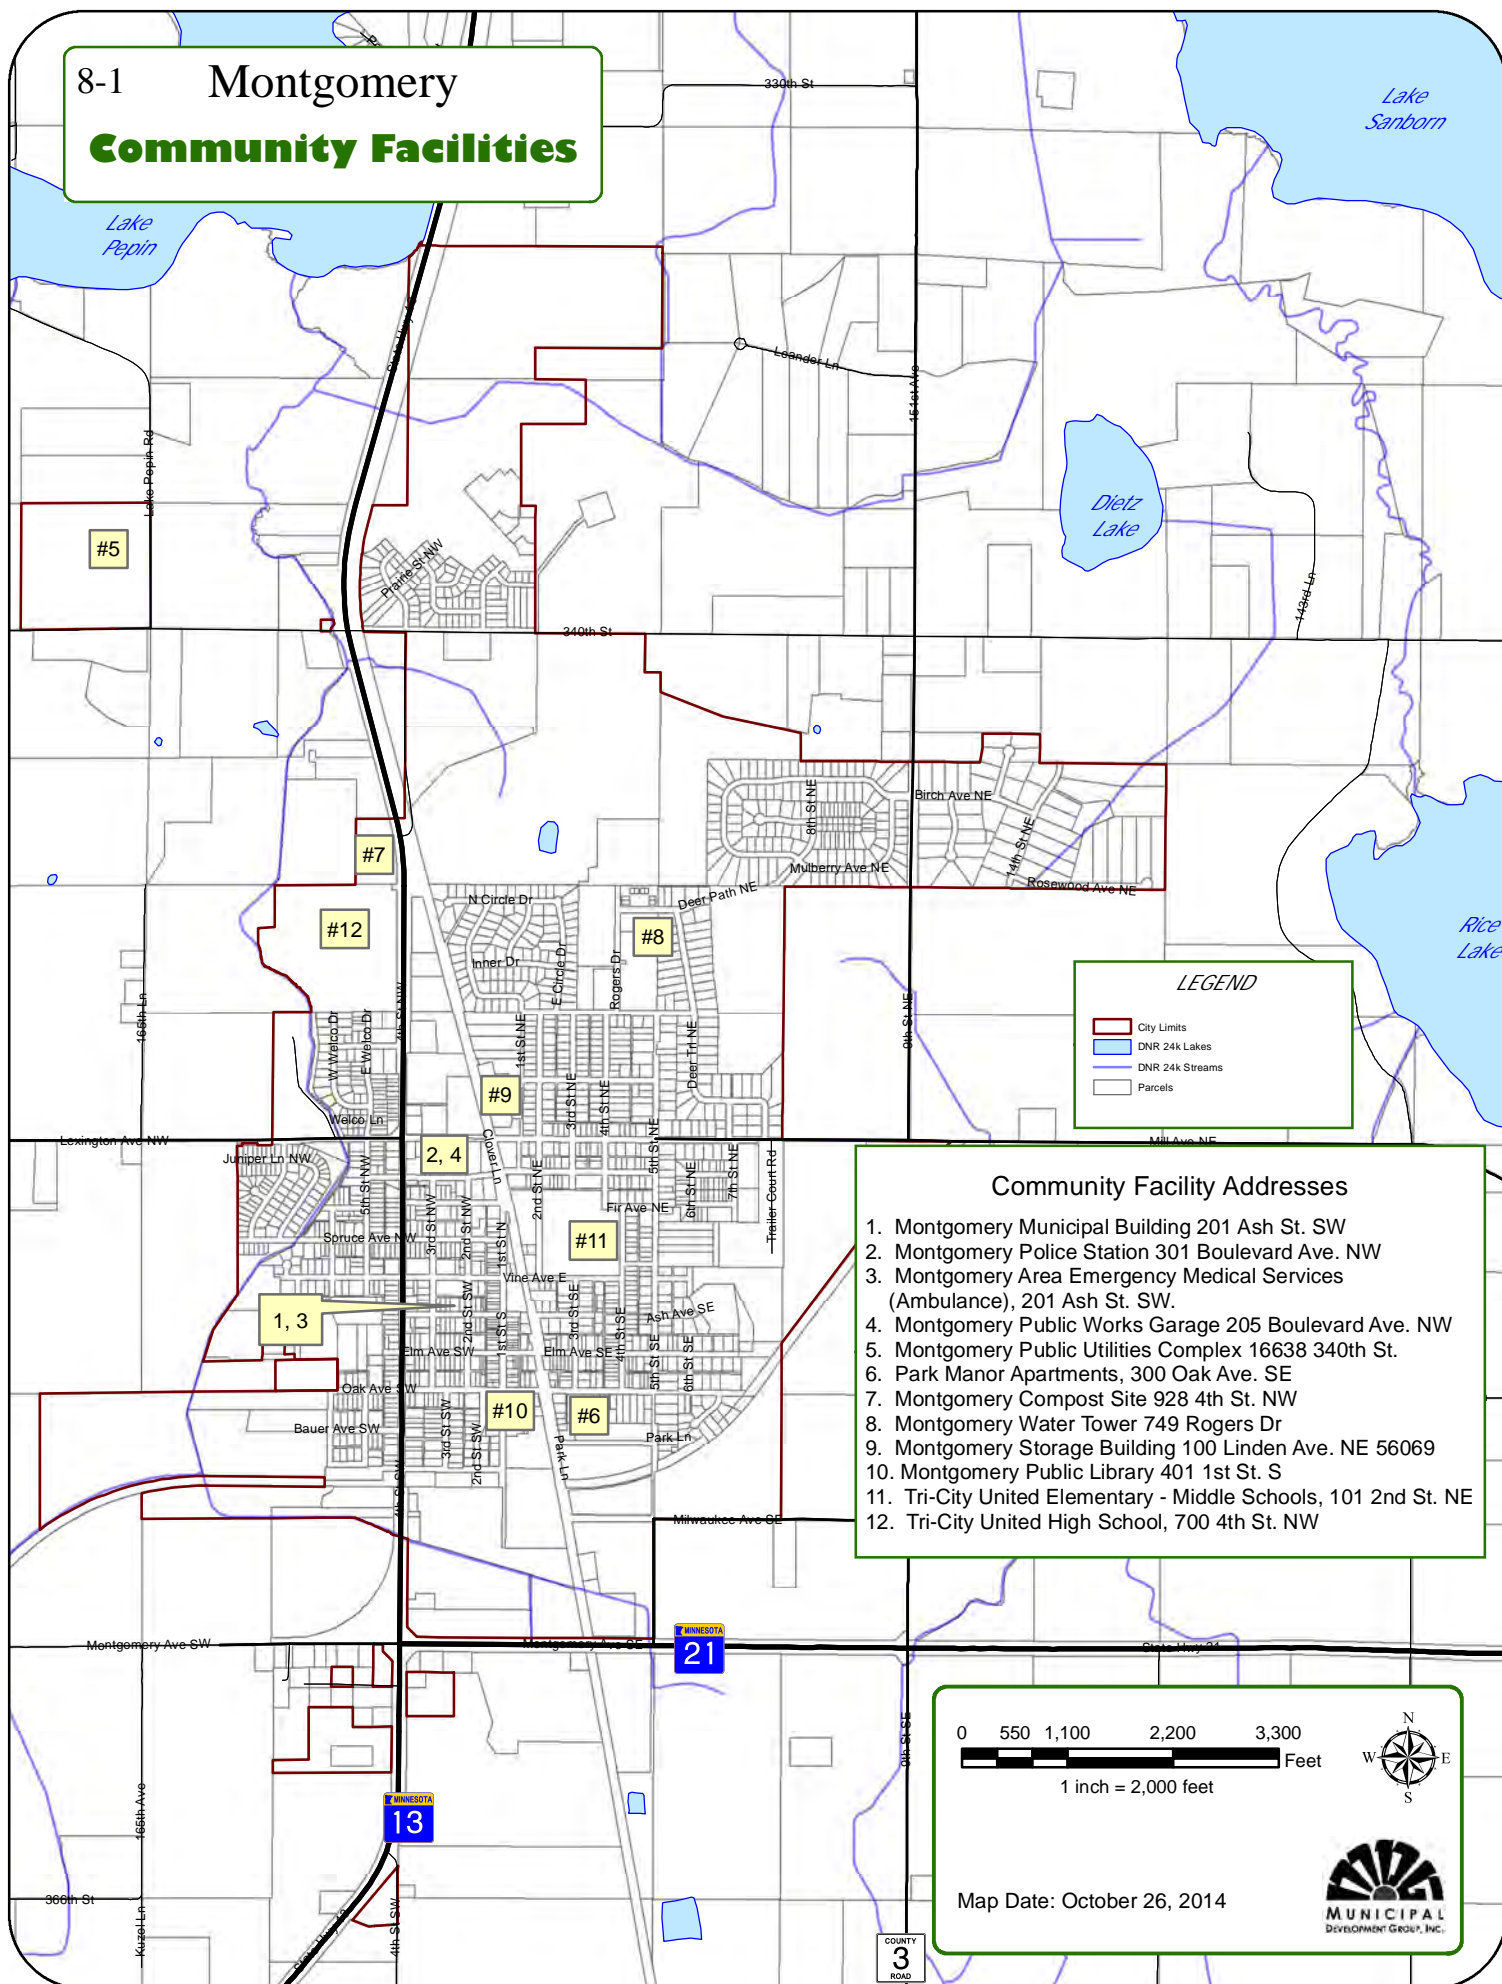 8-1 Montgomery
Community Facilities
330th St
Lake
Sanborn
Lake
Pepin
Leander Ln
151st Ave
Lake Pepin Rd
#5
Prairie St NW
Dietz
Lake
143rd Ln
340th St
Birch Ave NE
8th St NE
14th St NE
Mulberry Ave NE
Rosewood Ave NE
Deer Path NE
#7
#12
N Circle Dr
Inner Dr
E Circle Dr
Rogers Dr
#8
Rice
Lake
165th Ln
4th St NW
9th St NE
W Welco Dr
E Welco Dr
Welco Ln
1st St NE
3rd St NE
4th St NE
Deer Trl NE
#9
LEGEND
City Limits
DNR 24k Lakes
DNR 24k Streams
Parcels
Lexington Ave NW
Mill Ave NE
Juniper Ln NW
2, 4
Clover Ln
5th St NE
7th St NE
6th St NE
Trailer Court Rd
5th St NW
3rd St NW
2nd St NW
1st St N
2nd St NE
Fir Ave NE
Spruce Ave NW
#11
Vine Ave E
1, 3
2nd St SW
1st St S
3rd St SE
4th St SE
Ash Ave SE
Elm Ave SW
Elm Ave SE
5th St SE
6th St SE
Oak Ave SW
#10
#6
Bauer Ave SW
3rd St SW
2nd St SW
Park Ln
Park Ln
4th St SW
Milwaukee Ave SE
Community Facility Addresses
1. Montgomery Municipal Building 201 Ash St. SW
2. Montgomery Police Station 301 Boulevard Ave. NW
3. Montgomery Area Emergency Medical Services
(Ambulance), 201 Ash St. SW.
4. Montgomery Public Works Garage 205 Boulevard Ave. NW
5. Montgomery Public Utilities Complex 16638 340th St.
6. Park Manor Apartments, 300 Oak Ave. SE
7. Montgomery Compost Site 928 4th St. NW
8. Montgomery Water Tower 749 Rogers Dr
9. Montgomery Storage Building 100 Linden Ave. NE 56069
10. Montgomery Public Library 401 1st St. S
11. Tri-City United Elementary - Middle Schools, 101 2nd St. NE
12. Tri-City United High School, 700 4th St. NW
Montgomery Ave SW
Montgomery Ave SE
MINNESOTA
21
State Hwy 21
9th St SE
MINNESOTA
13
165th Ave
366th St
Kuzel Ln
4th St SW
0 550 1,100 2,200 3,300
Feet
1 inch = 2,000 feet
N
W E
S
Map Date: October 26, 2014
MUNICIPAL
DEVELOPMENT GROUP, INC.
COUNTY
3
ROAD